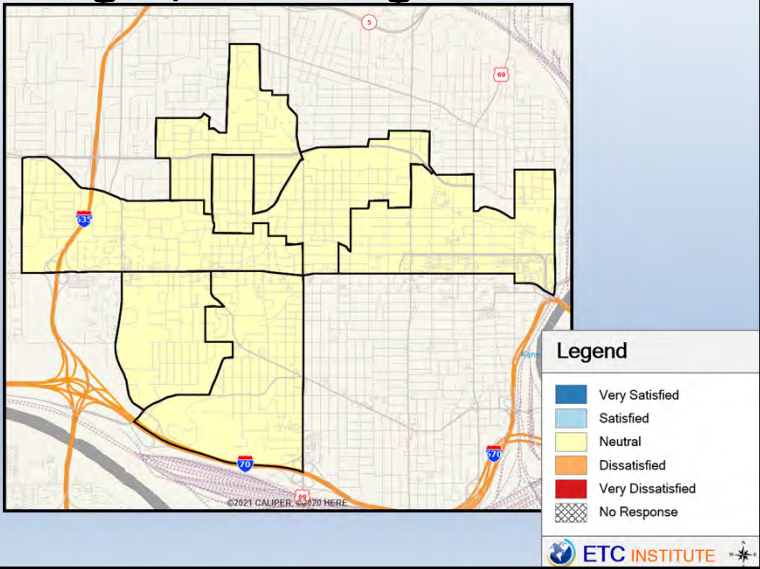 5
69
635
Kans
Legend
Very Satisfied
Satisfied
Neutral
Dissatisfied
Very Dissatisfied
No Response
70
670
69
©2021 CALIPER; ©2020 HERE
ETC INSTITUTE
N
W
E
S